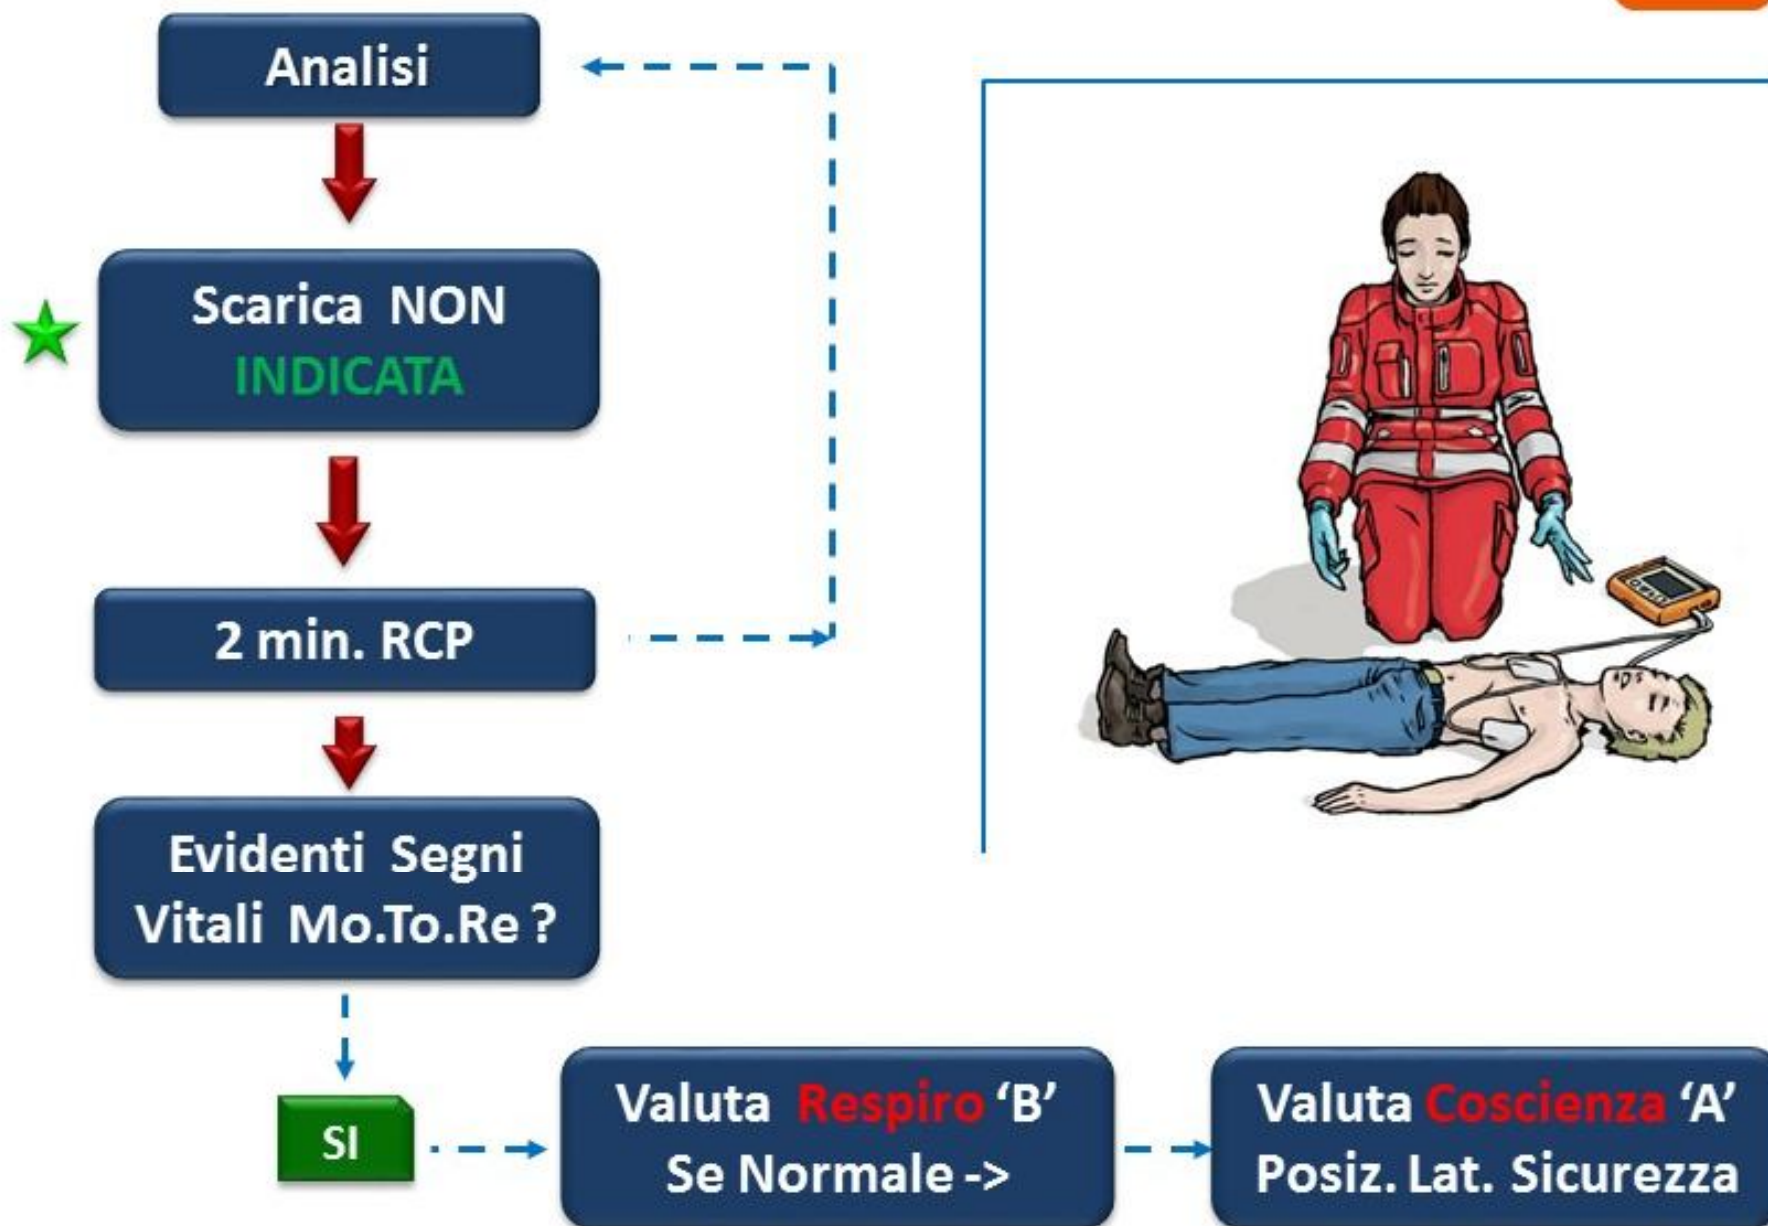 Analisi
Scarica NON
INDICATA
2 min. RCP
Evidenti Segni
Vitali Mo.To.Re ?
SI
Valuta Respiro ‘B’
Se Normale ->
Valuta Coscienza ‘A’
Posiz. Lat. Sicurezza